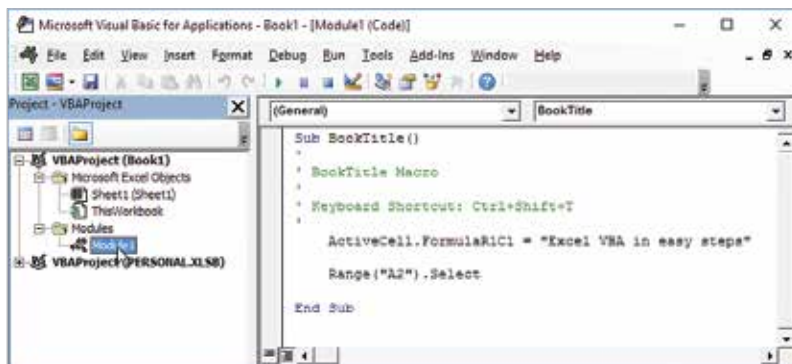 Microsoft Visual Basic for Applications - Book1 - [Module1 (Code)]
File Edit View Insert Format Debug Run Tools Add-Ins Window Help
Project - VBAProject
(General) BookTitle
VBAProject (Book1)
Microsoft Excel Objects
Sheet1 (Sheet1)
ThisWorkbook
Modules
Module1
VBAProject (PERSONAL.XLSB)
Sub BookTitle()
'
' BookTitle Macro
'
' Keyboard Shortcut: Ctrl+Shift+T
'
ActiveCell.FormulaR1C1 = "Excel VBA in easy steps"
Range("A2").Select
End Sub